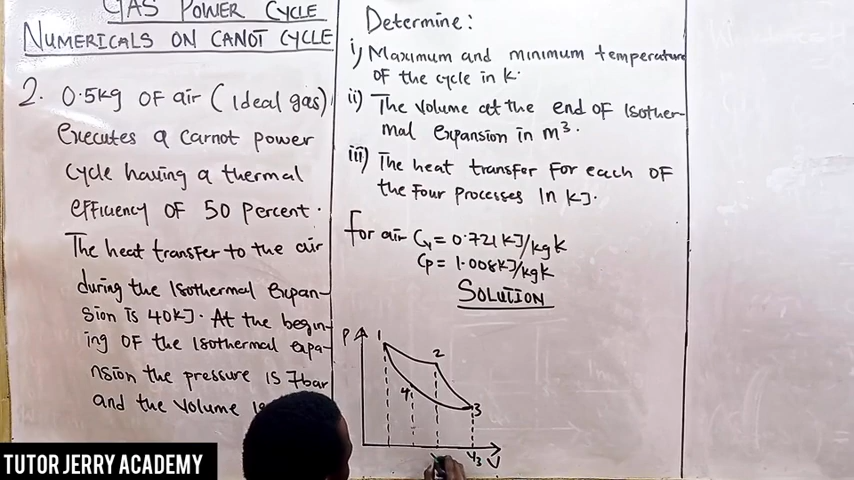 GAS POWER CYCLE
NUMERICALS ON CANOT CYCLE
2. 0.5kg OF air (Ideal gas)
executes a carnot power
cycle having a thermal
efficiency OF 50 percent.
The heat transfer to the air
during the Isothermal expan-
sion is 40KJ. At the begin-
ing OF the Isothermal expa-
nsion the pressure is 7bar
and the volume
Determine:
i) Maximum and minimum temperature
OF the cycle in K.
ii) The volume at the end OF Isother-
mal expansion in m³.
iii) The heat transfer for each OF
the four processes in KJ.
for air Cv = 0.721KJ/kgk
Cp = 1.008KJ/kgk
SOLUTION
P
1
2
4
3
V3
V
TUTOR JERRY ACADEMY